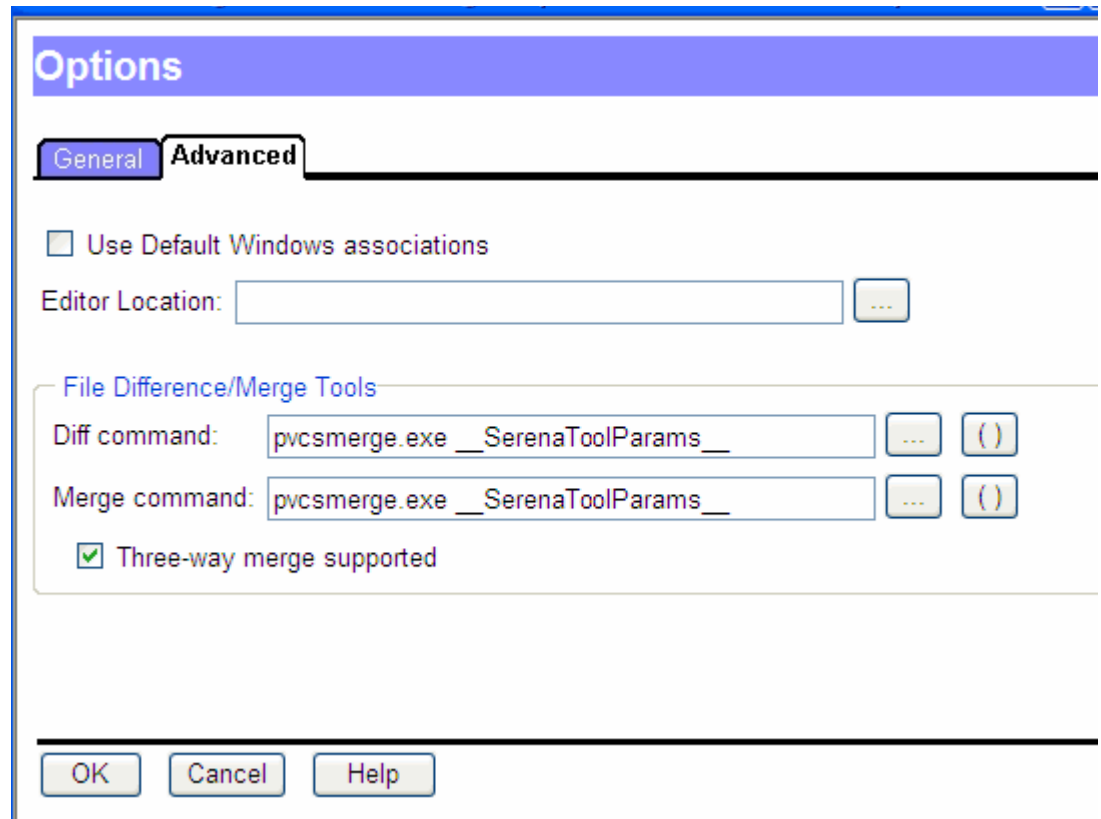 Options
General Advanced
Use Default Windows associations
Editor Location: ...
File Difference/Merge Tools
Diff command: pvcsmerge.exe __SerenaToolParams__ ... ( )
Merge command: pvcsmerge.exe __SerenaToolParams__ ... ( )
Three-way merge supported
OK Cancel Help